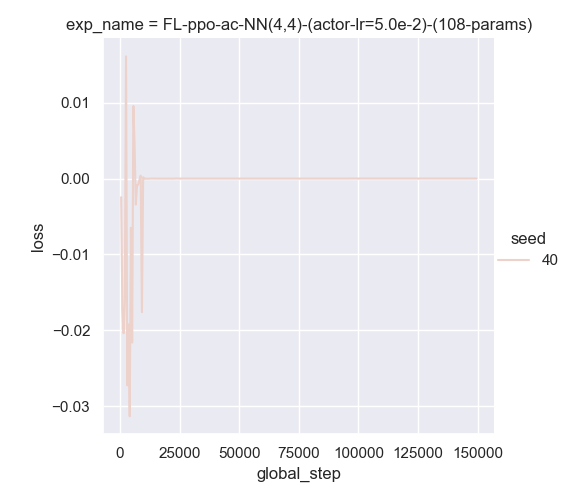 exp_name = FL-ppo-ac-NN(4,4)-(actor-lr=5.0e-2)-(108-params)
0.01
0.00
−0.01
−0.02
−0.03
loss
0 25000 50000 75000 100000 125000 150000
global_step
seed
40